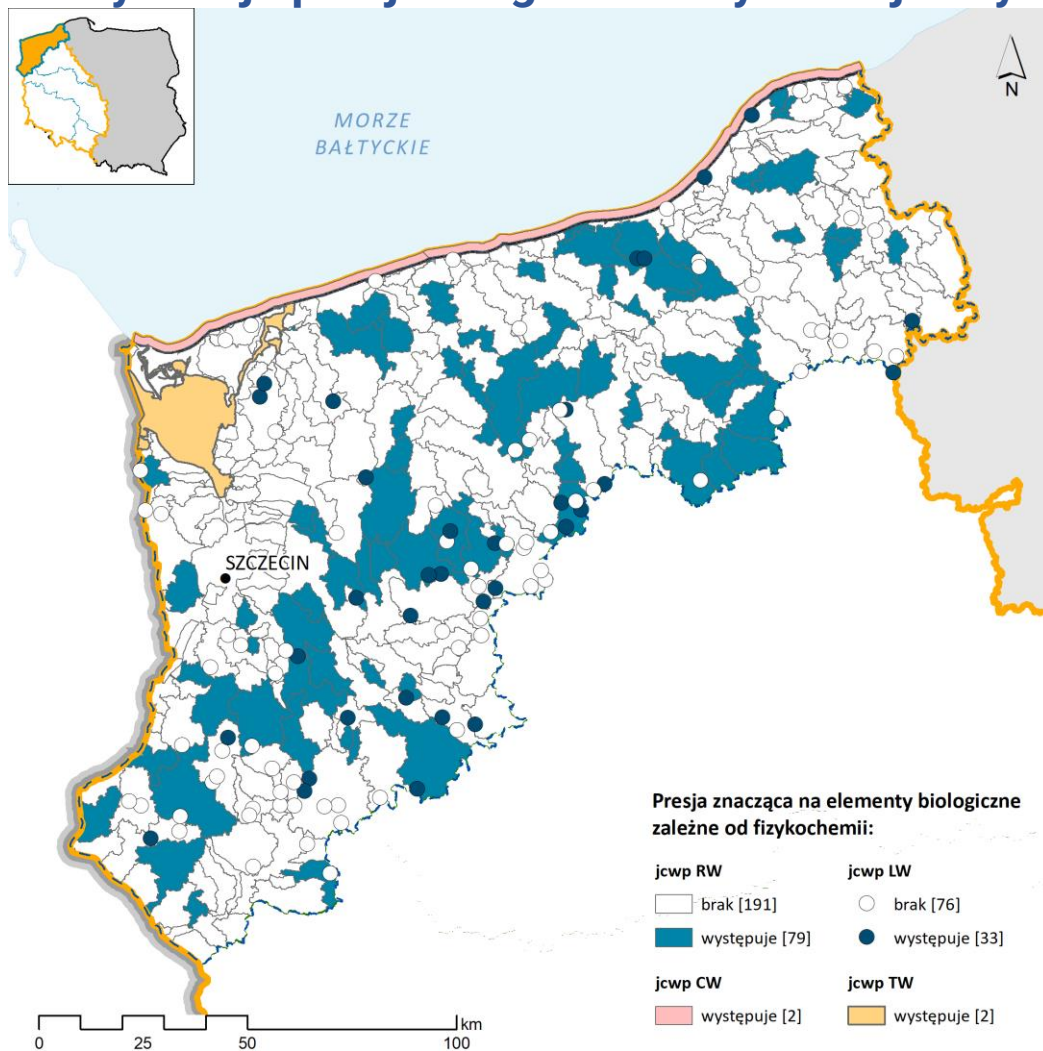 MORZE
BAŁTYCKIE
N
SZCZECIN
Presja znacząca na elementy biologiczne
zależne od fizykochemii:
jcwp RW
jcwp LW
brak [191]
brak [76]
występuje [79]
występuje [33]
jcwp CW
jcwp TW
występuje [2]
występuje [2]
km
0 25 50 100